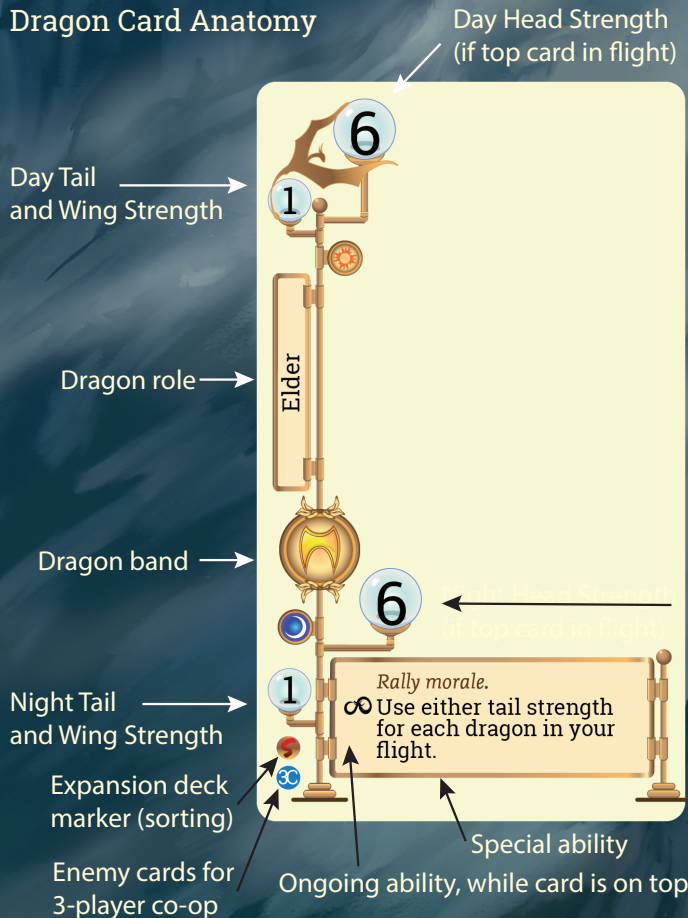 Dragon Card Anatomy
Day Head Strength
(if top card in flight)
6
Day Tail
and Wing Strength
1
Dragon role
Elder
Dragon band
6
Night Head Strength
(if top card in flight)
Night Tail
and Wing Strength
1
Rally morale.
∞ Use either tail strength
for each dragon in your
flight.
S
3C
Expansion deck
marker (sorting)
Special ability
Enemy cards for
3-player co-op
Ongoing ability, while card is on top